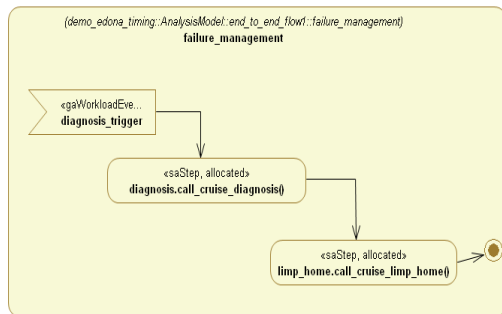 (demo_edona_timing::AnalysisModel::end_to_end_flow1::failure_management)
failure_management
«gaWorkloadEve...
diagnosis_trigger
«saStep, allocated»
diagnosis.call_cruise_diagnosis()
«saStep, allocated»
limp_home.call_cruise_limp_home()